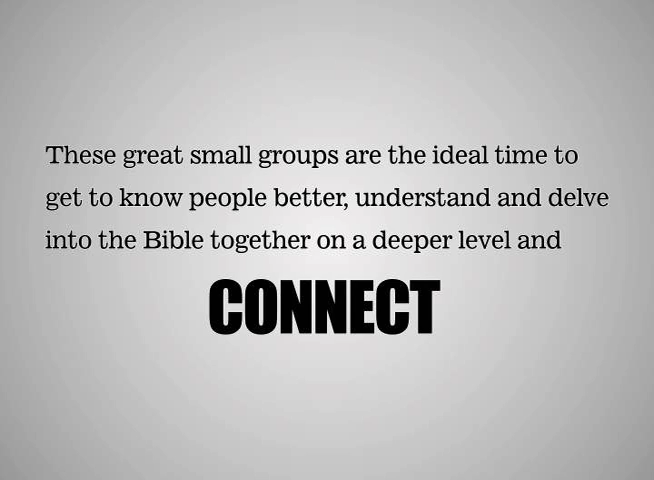 These great small groups are the ideal time to
get to know people better, understand and delve
into the Bible together on a deeper level and
CONNECT